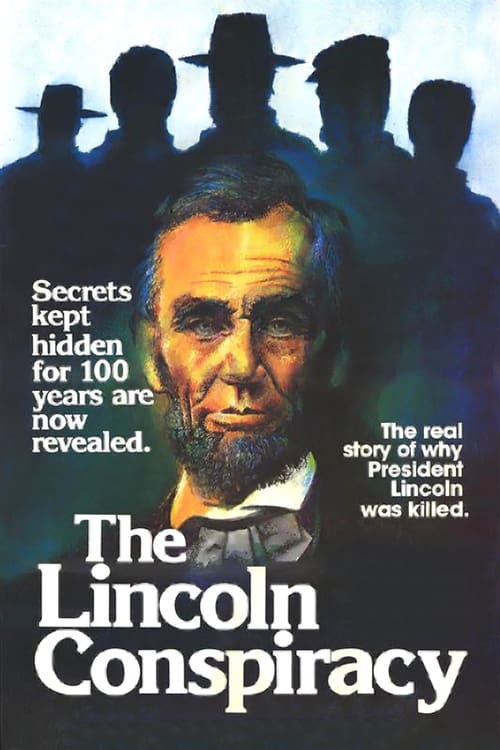 Secrets
kept
hidden
for 100
years are
now
revealed.
The real
story of why
President
Lincoln
was killed.
The
Lincoln
Conspiracy